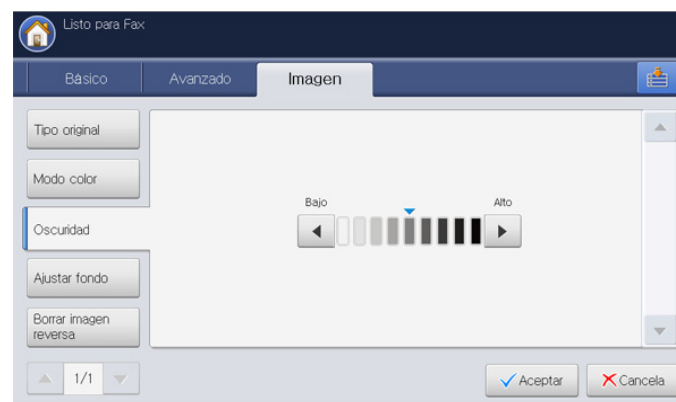 Listo para Fax
Básico
Avanzado
Imagen
Tipo original
Modo color
Oscuridad
Ajustar fondo
Borrar imagen
reversa
Bajo
Alto
1/1
Aceptar
Cancela